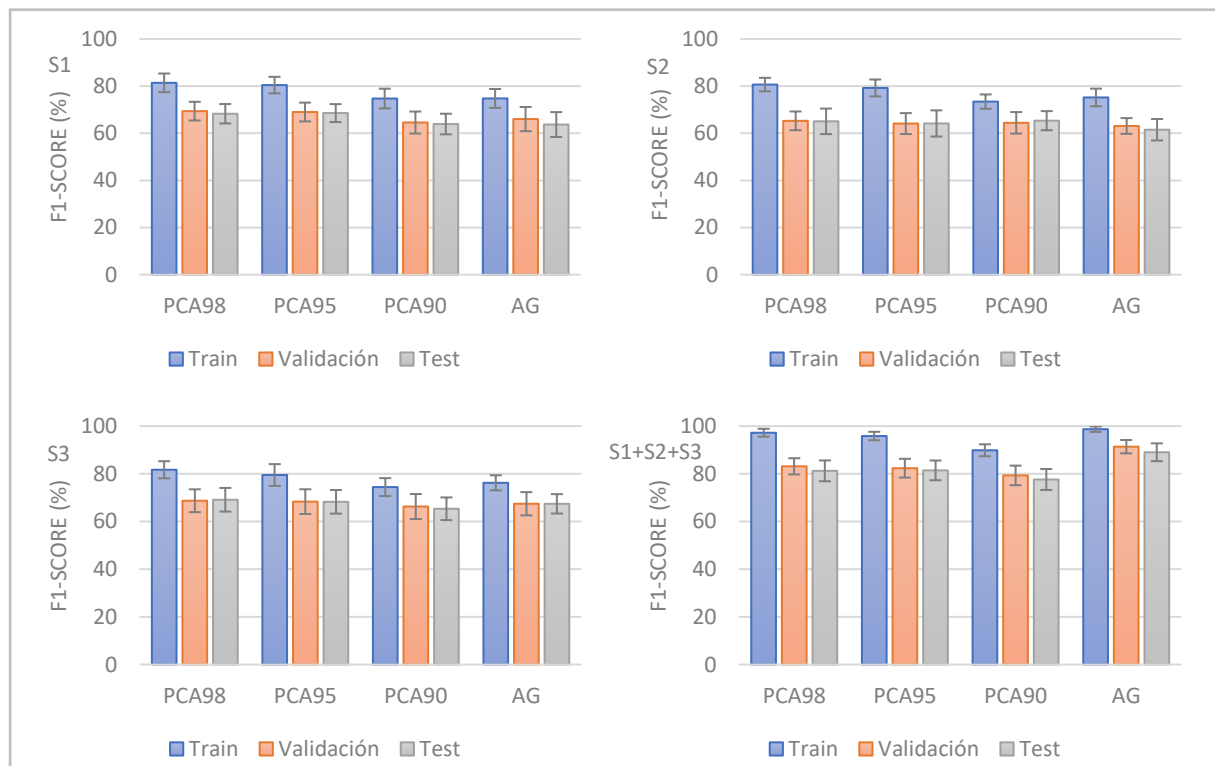 S1
F1-SCORE (%)
100
80
60
40
20
0
PCA98 PCA95 PCA90 AG
Train Validación Test
S2
F1-SCORE (%)
100
80
60
40
20
0
PCA98 PCA95 PCA90 AG
Train Validación Test
S3
F1-SCORE (%)
100
80
60
40
20
0
PCA98 PCA95 PCA90 AG
Train Validación Test
S1+S2+S3
F1-SCORE (%)
100
80
60
40
20
0
PCA98 PCA95 PCA90 AG
Train Validación Test